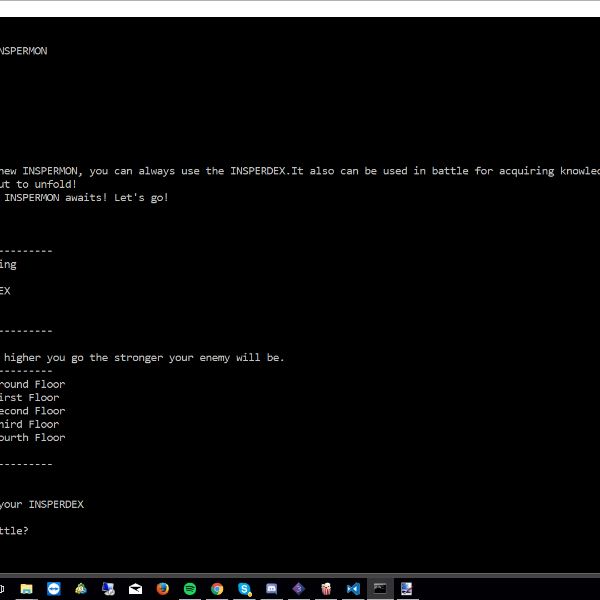 NSPERMON
new INSPERMON, you can always use the INSPERDEX.It also can be used in battle for acquiring knowled
ut to unfold!
INSPERMON awaits! Let's go!
---------
ing
EX
---------
higher you go the stronger your enemy will be.
---------
round Floor
irst Floor
econd Floor
hird Floor
ourth Floor
---------
your INSPERDEX
ttle?